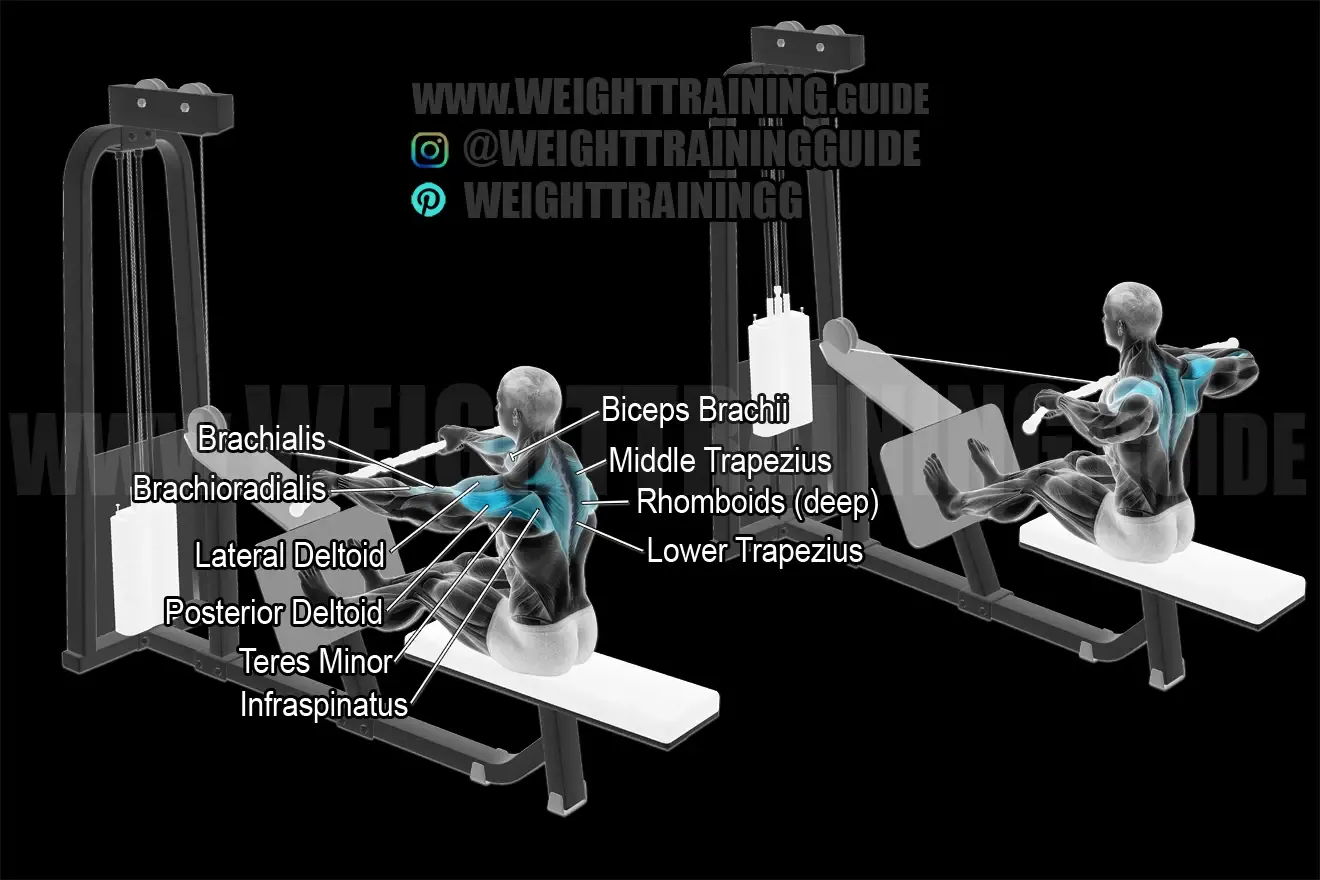 WWW.WEIGHTTRAINING.GUIDE
@WEIGHTTRAININGGUIDE
WEIGHTTRAININGG
WWW.WEIGHTTRAINING.GUIDE
Biceps Brachii
Brachialis
Middle Trapezius
Brachioradialis
Rhomboids (deep)
Lateral Deltoid
Lower Trapezius
Posterior Deltoid
Teres Minor
Infraspinatus